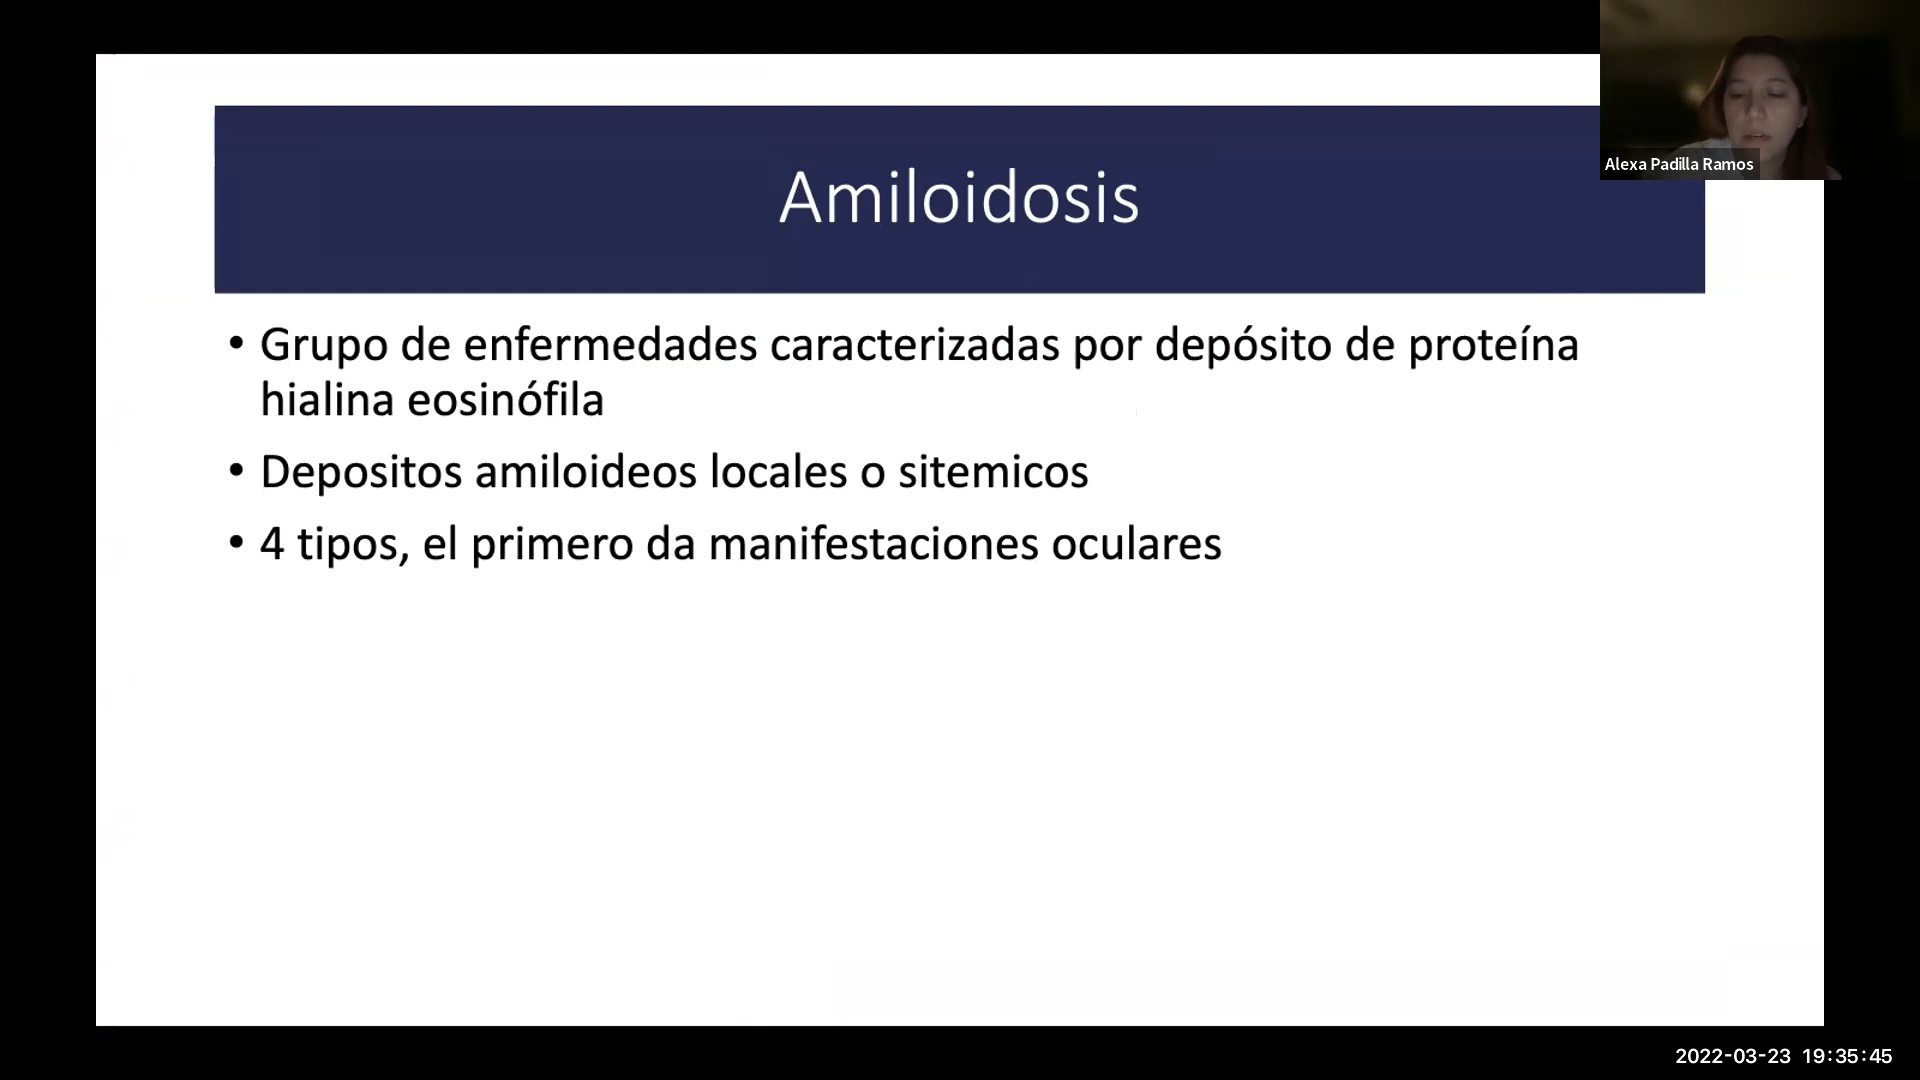 Amiloidosis
Alexa Padilla Ramos
• Grupo de enfermedades caracterizadas por depósito de proteína
hialina eosinófila
• Depositos amiloideos locales o sitemicos
• 4 tipos, el primero da manifestaciones oculares
2022-03-23 19:35:45